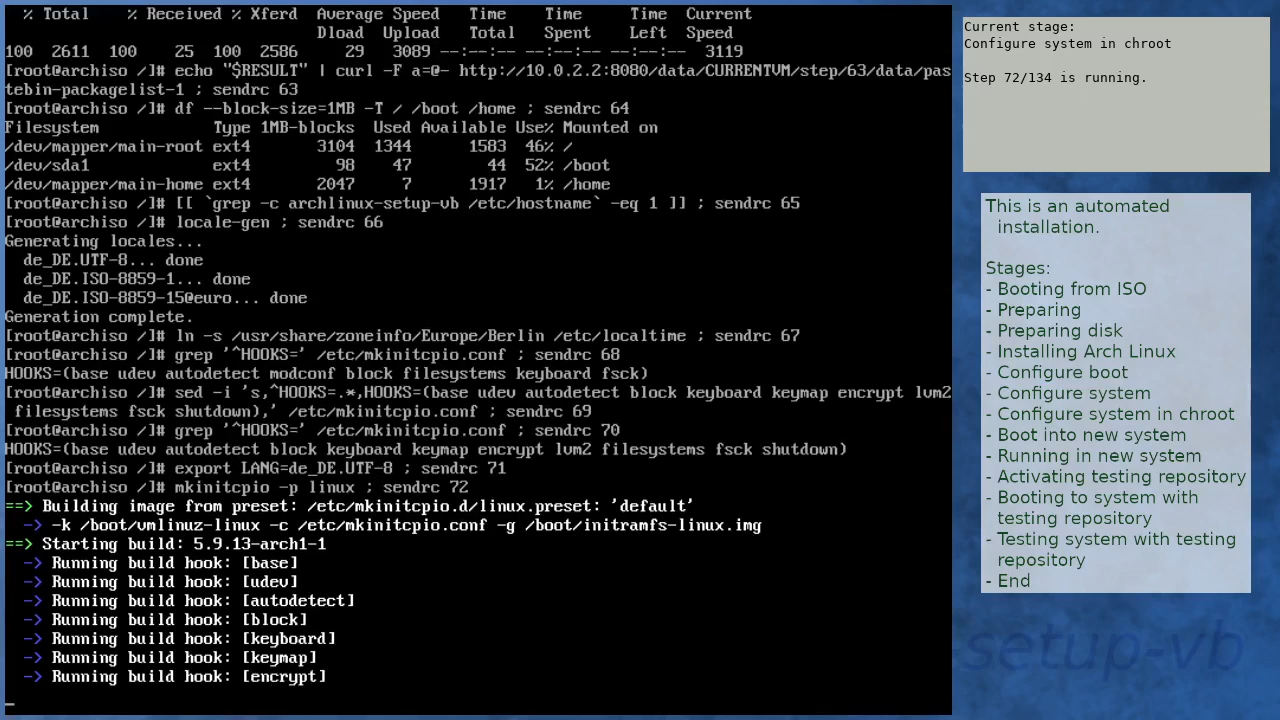 % Total    % Received % Xferd  Average Speed   Time    Time     Time  Current
                                 Dload  Upload   Total   Spent    Left  Speed
100  2611  100    25  100  2586     29   3089 --:--:-- --:--:-- --:--:--  3119
[root@archiso /]# echo "$RESULT" | curl -F a=@- http://10.0.2.2:8080/data/CURRENTVM/step/63/data/pas
tebin-packagelist-1 ; sendrc 63
[root@archiso /]# df --block-size=1MB -T / /boot /home ; sendrc 64
Filesystem            Type 1MB-blocks  Used Available Use% Mounted on
/dev/mapper/main-root ext4       3104  1344      1583  46% /
/dev/sda1             ext4         98    47        44  52% /boot
/dev/mapper/main-home ext4       2047     7      1917   1% /home
[root@archiso /]# [[ `grep -c archlinux-setup-vb /etc/hostname` -eq 1 ]] ; sendrc 65
[root@archiso /]# locale-gen ; sendrc 66
Generating locales...
  de_DE.UTF-8... done
  de_DE.ISO-8859-1... done
  de_DE.ISO-8859-15@euro... done
Generation complete.
[root@archiso /]# ln -s /usr/share/zoneinfo/Europe/Berlin /etc/localtime ; sendrc 67
[root@archiso /]# grep '^HOOKS=' /etc/mkinitcpio.conf ; sendrc 68
HOOKS=(base udev autodetect modconf block filesystems keyboard fsck)
[root@archiso /]# sed -i 's,^HOOKS=.*,HOOKS=(base udev autodetect block keyboard keymap encrypt lvm2
 filesystems fsck shutdown),' /etc/mkinitcpio.conf ; sendrc 69
[root@archiso /]# grep '^HOOKS=' /etc/mkinitcpio.conf ; sendrc 70
HOOKS=(base udev autodetect block keyboard keymap encrypt lvm2 filesystems fsck shutdown)
[root@archiso /]# export LANG=de_DE.UTF-8 ; sendrc 71
[root@archiso /]# mkinitcpio -p linux ; sendrc 72
==> Building image from preset: /etc/mkinitcpio.d/linux.preset: 'default'
  -> -k /boot/vmlinuz-linux -c /etc/mkinitcpio.conf -g /boot/initramfs-linux.img
==> Starting build: 5.9.13-arch1-1
  -> Running build hook: [base]
  -> Running build hook: [udev]
  -> Running build hook: [autodetect]
  -> Running build hook: [block]
  -> Running build hook: [keyboard]
  -> Running build hook: [keymap]
  -> Running build hook: [encrypt]
Current stage:
Configure system in chroot
Step 72/134 is running.
This is an automated
installation.
Stages:
- Booting from ISO
- Preparing
- Preparing disk
- Installing Arch Linux
- Configure boot
- Configure system
- Configure system in chroot
- Boot into new system
- Running in new system
- Activating testing repository
- Booting to system with
testing repository
- Testing system with testing
repository
- End
setup-vb